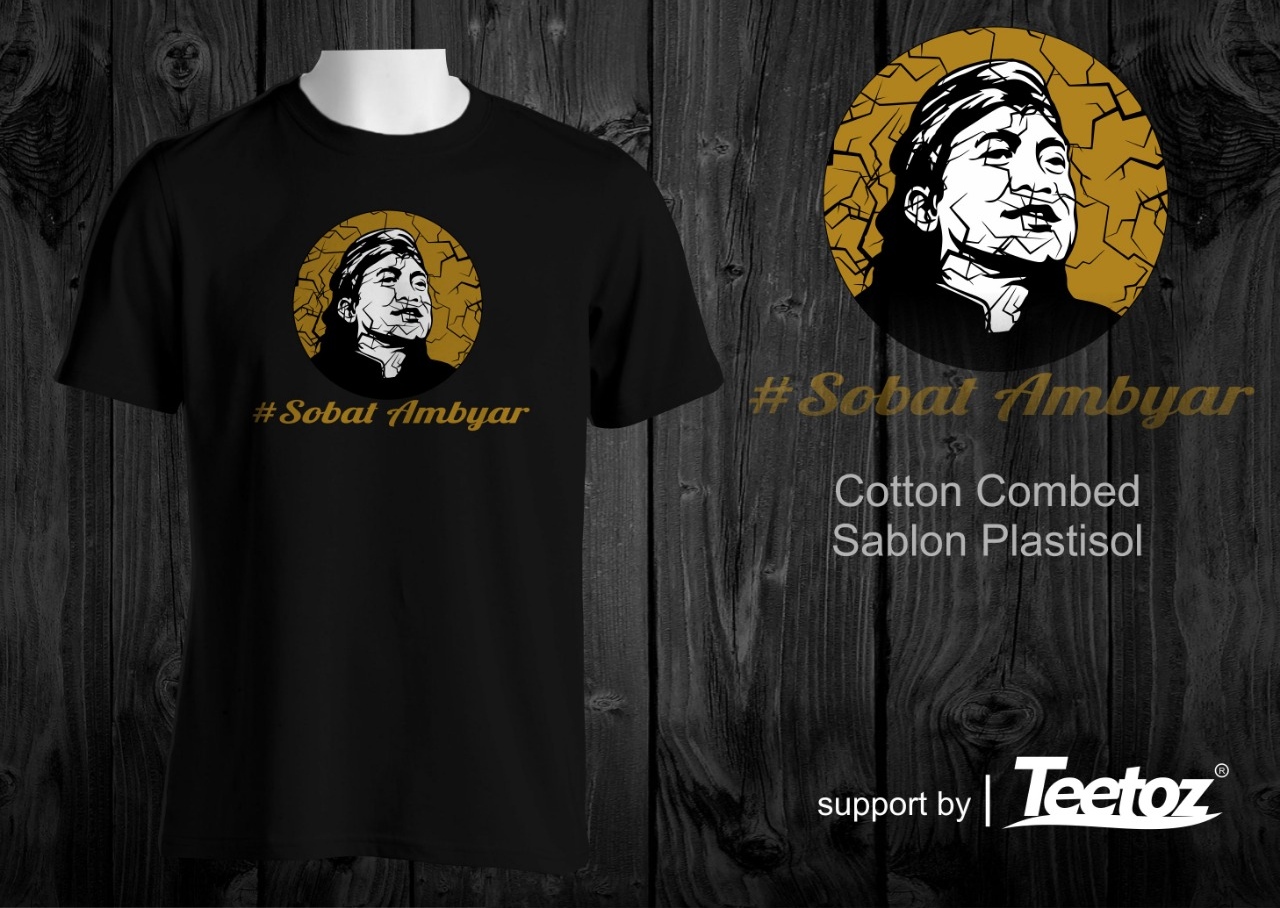 # Sobat Ambyar
# Sobat Ambyar
Cotton Combed
Sablon Plastisol
support by | Teetoz ®